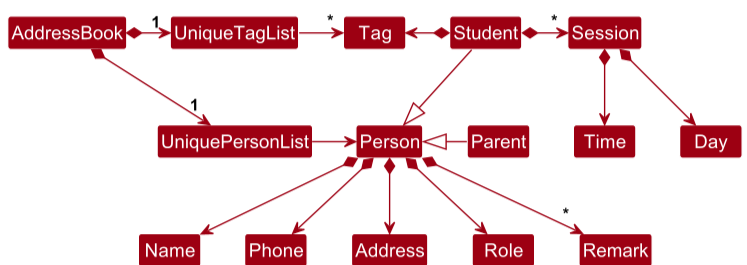 AddressBook 1 UniqueTagList * Tag Student * Session
1
UniquePersonList Person Parent Time Day
*
Name Phone Address Role Remark